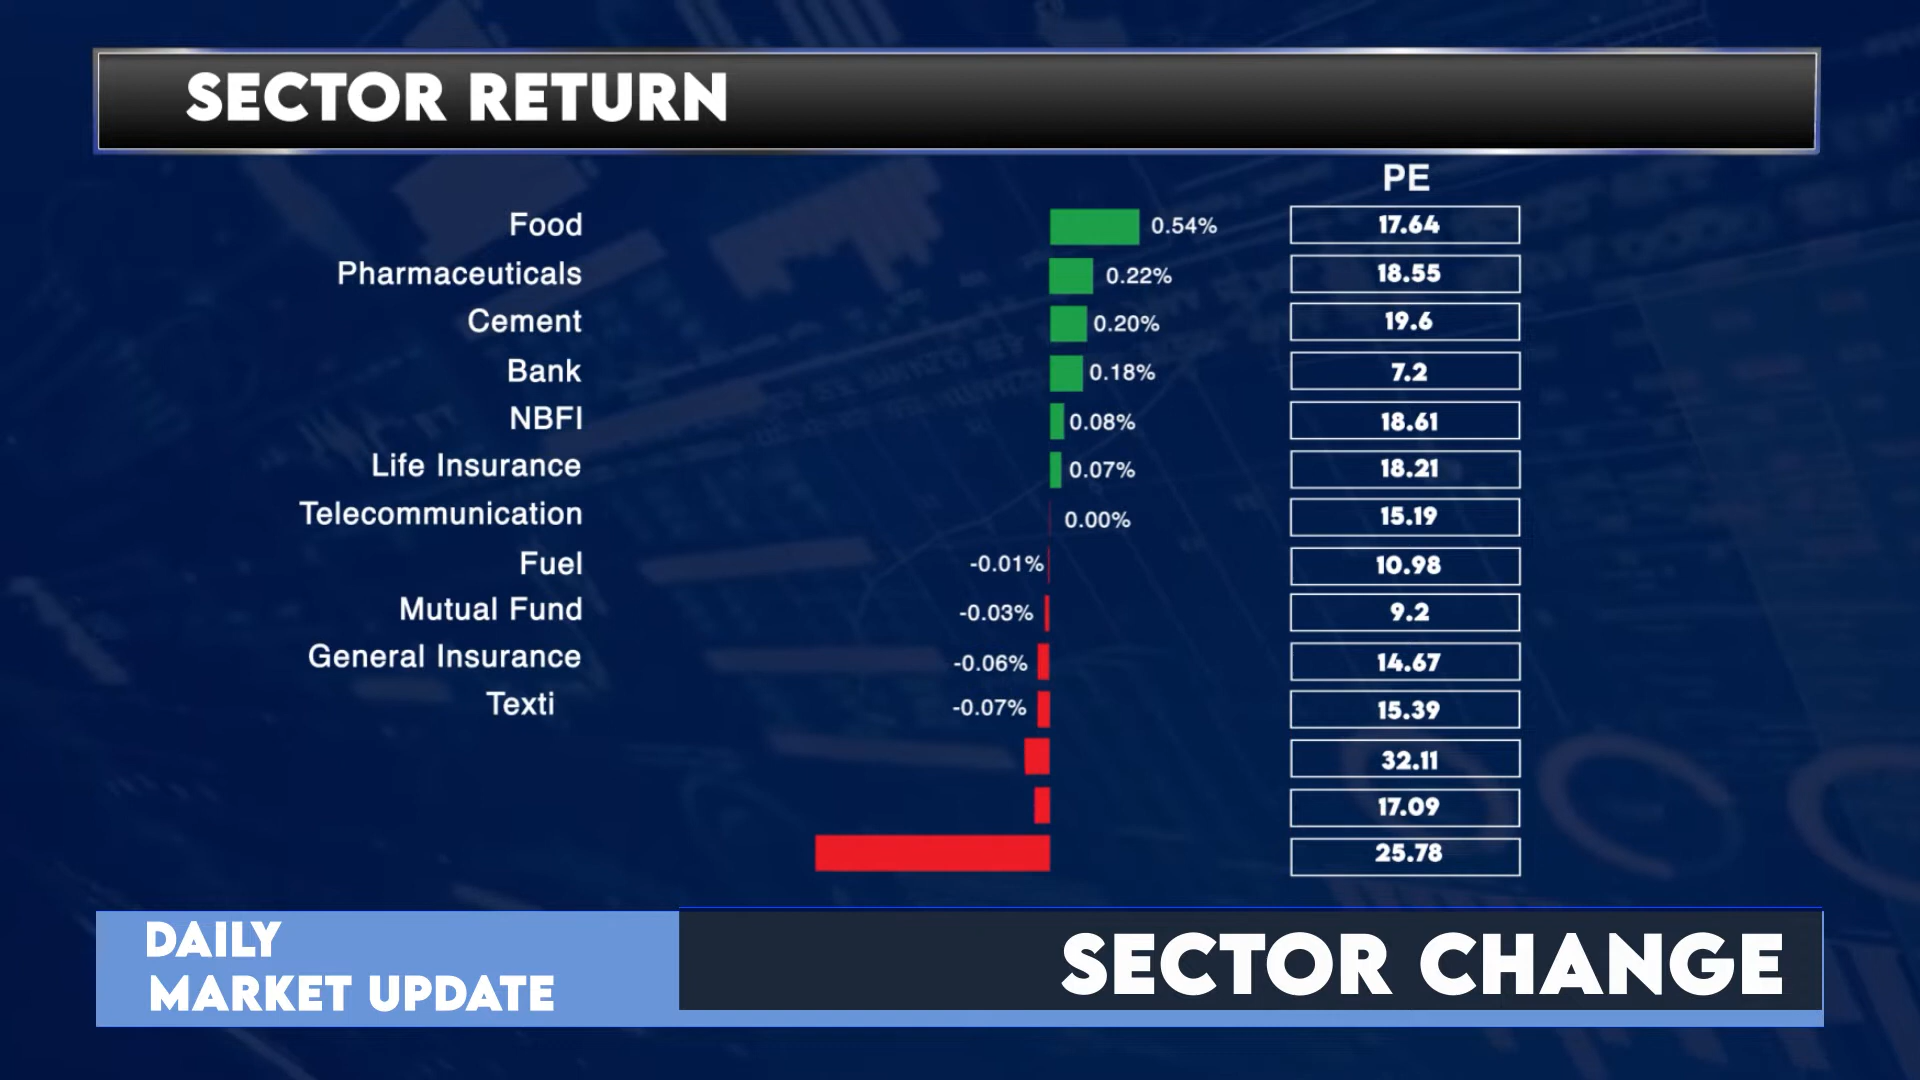 SECTOR RETURN
PE
Food 0.54% 17.64
Pharmaceuticals 0.22% 18.55
Cement 0.20% 19.6
Bank 0.18% 7.2
NBFI 0.08% 18.61
Life Insurance 0.07% 18.21
Telecommunication 0.00% 15.19
Fuel -0.01% 10.98
Mutual Fund -0.03% 9.2
General Insurance -0.06% 14.67
Texti -0.07% 15.39
32.11
17.09
25.78
DAILY
MARKET UPDATE
SECTOR CHANGE